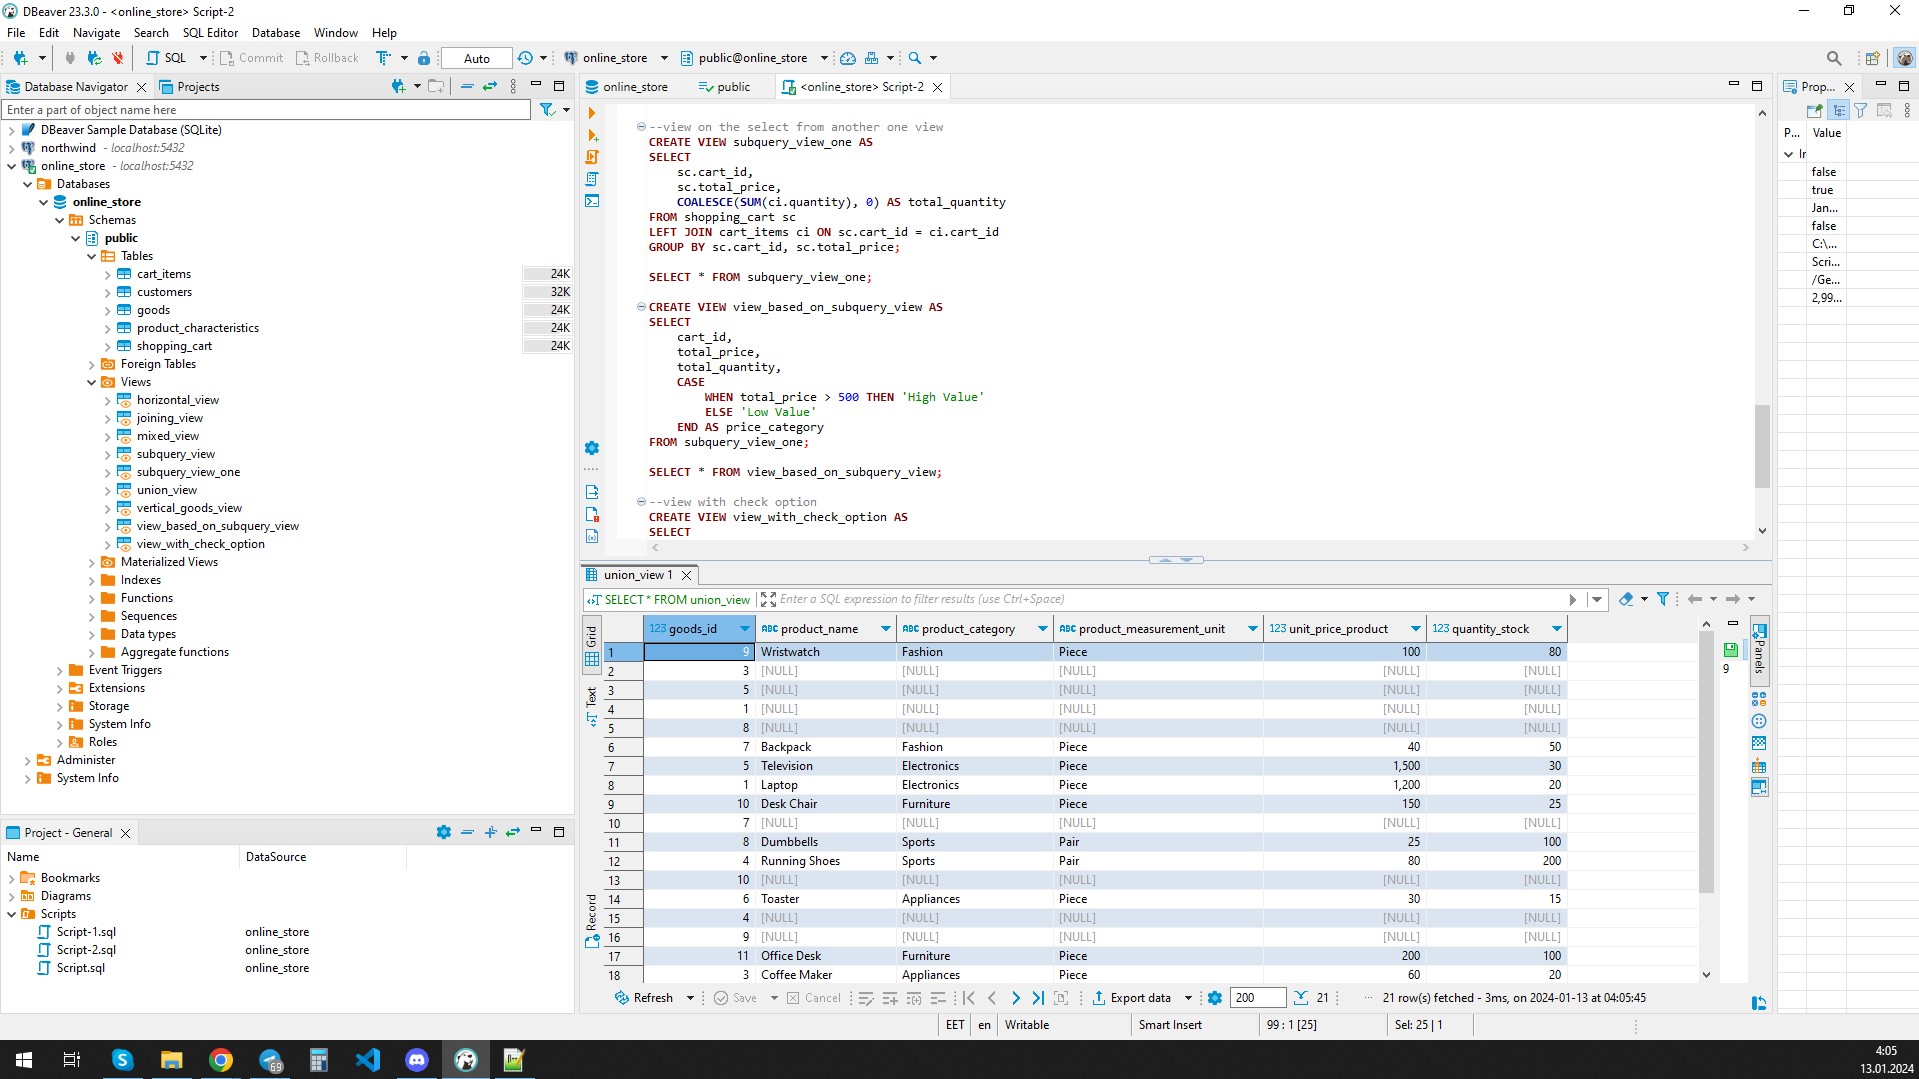 DBeaver 23.3.0 - <online_store> Script-2
File Edit Navigate Search SQL Editor Database Window Help
SQL Commit Rollback Auto online_store public@online_store
Database Navigator Projects
Enter a part of object name here
DBeaver Sample Database (SQLite)
northwind - localhost:5432
online_store - localhost:5432
Databases
online_store
Schemas
public
Tables
cart_items 24K
customers 32K
goods 24K
product_characteristics 24K
shopping_cart 24K
Foreign Tables
Views
horizontal_view
joining_view
mixed_view
subquery_view
subquery_view_one
union_view
vertical_goods_view
view_based_on_subquery_view
view_with_check_option
Materialized Views
Indexes
Functions
Sequences
Data types
Aggregate functions
Event Triggers
Extensions
Storage
System Info
Roles
Administer
System Info
Project - General
Name DataSource
Bookmarks
Diagrams
Scripts
Script-1.sql online_store
Script-2.sql online_store
Script.sql online_store
online_store public <online_store> Script-2
--view on the select from another one view
CREATE VIEW subquery_view_one AS
SELECT
sc.cart_id,
sc.total_price,
COALESCE(SUM(ci.quantity), 0) AS total_quantity
FROM shopping_cart sc
LEFT JOIN cart_items ci ON sc.cart_id = ci.cart_id
GROUP BY sc.cart_id, sc.total_price;
SELECT * FROM subquery_view_one;
CREATE VIEW view_based_on_subquery_view AS
SELECT
cart_id,
total_price,
total_quantity,
CASE
WHEN total_price > 500 THEN 'High Value'
ELSE 'Low Value'
END AS price_category
FROM subquery_view_one;
SELECT * FROM view_based_on_subquery_view;
--view with check option
CREATE VIEW view_with_check_option AS
SELECT
union_view 1
SELECT * FROM union_view Enter a SQL expression to filter results (use Ctrl+Space)
Grid
Text
Record
123 goods_id ABC product_name ABC product_category ABC product_measurement_unit 123 unit_price_product 123 quantity_stock
1 9 Wristwatch Fashion Piece 100 80
2 3 [NULL] [NULL] [NULL] [NULL] [NULL]
3 5 [NULL] [NULL] [NULL] [NULL] [NULL]
4 1 [NULL] [NULL] [NULL] [NULL] [NULL]
5 8 [NULL] [NULL] [NULL] [NULL] [NULL]
6 7 Backpack Fashion Piece 40 50
7 5 Television Electronics Piece 1,500 30
8 1 Laptop Electronics Piece 1,200 20
9 10 Desk Chair Furniture Piece 150 25
10 7 [NULL] [NULL] [NULL] [NULL] [NULL]
11 8 Dumbbells Sports Pair 25 100
12 4 Running Shoes Sports Pair 80 200
13 10 [NULL] [NULL] [NULL] [NULL] [NULL]
14 6 Toaster Appliances Piece 30 15
15 4 [NULL] [NULL] [NULL] [NULL] [NULL]
16 9 [NULL] [NULL] [NULL] [NULL] [NULL]
17 11 Office Desk Furniture Piece 200 100
18 3 Coffee Maker Appliances Piece 60 20
9
Panels
Refresh Save Cancel Export data 200 21 ... 21 row(s) fetched - 3ms, on 2024-01-13 at 04:05:45
EET en Writable Smart Insert 99 : 1 [25] Sel: 25 | 1
Prop...
P... Value
Ir
false
true
Jan...
false
C:\...
Scri...
/Ge...
2,99...
69
4:05
13.01.2024